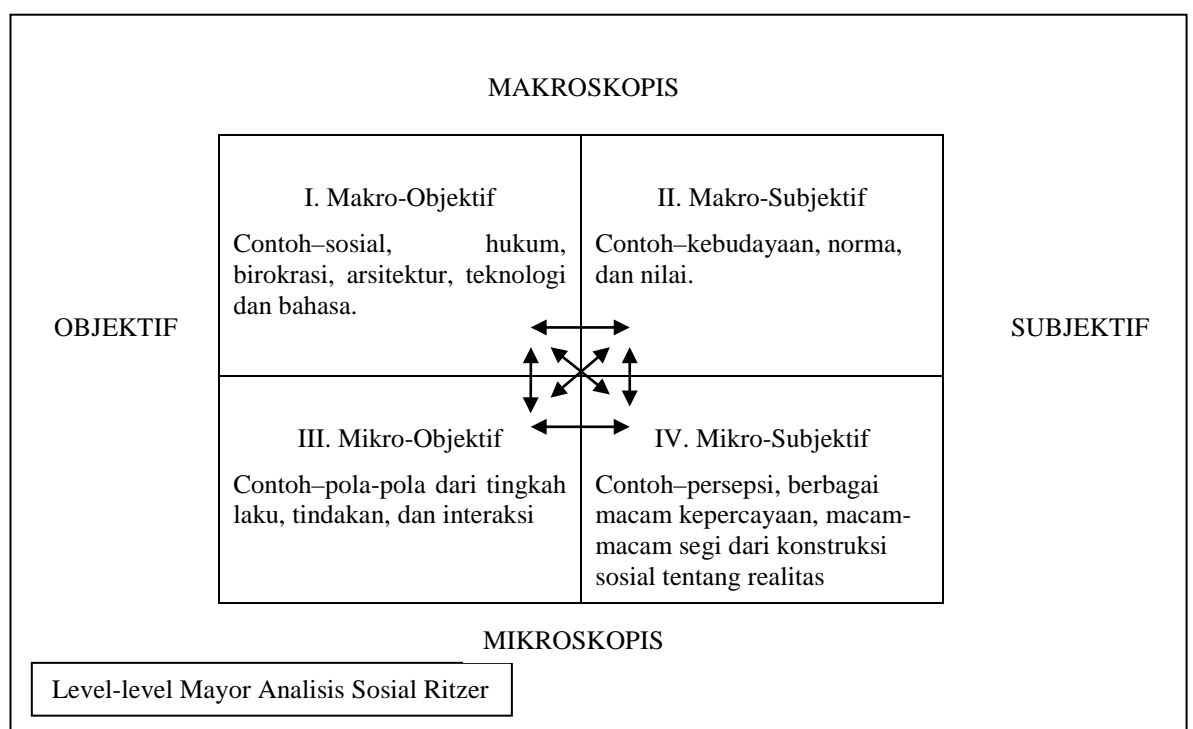 MAKROSKOPIS
I. Makro-Objektif
Contoh–sosial, hukum,
birokrasi, arsitektur, teknologi
dan bahasa.
II. Makro-Subjektif
Contoh–kebudayaan, norma,
dan nilai.
OBJEKTIF
SUBJEKTIF
III. Mikro-Objektif
Contoh–pola-pola dari tingkah
laku, tindakan, dan interaksi
IV. Mikro-Subjektif
Contoh–persepsi, berbagai
macam kepercayaan, macam-
macam segi dari konstruksi
sosial tentang realitas
MIKROSKOPIS
Level-level Mayor Analisis Sosial Ritzer